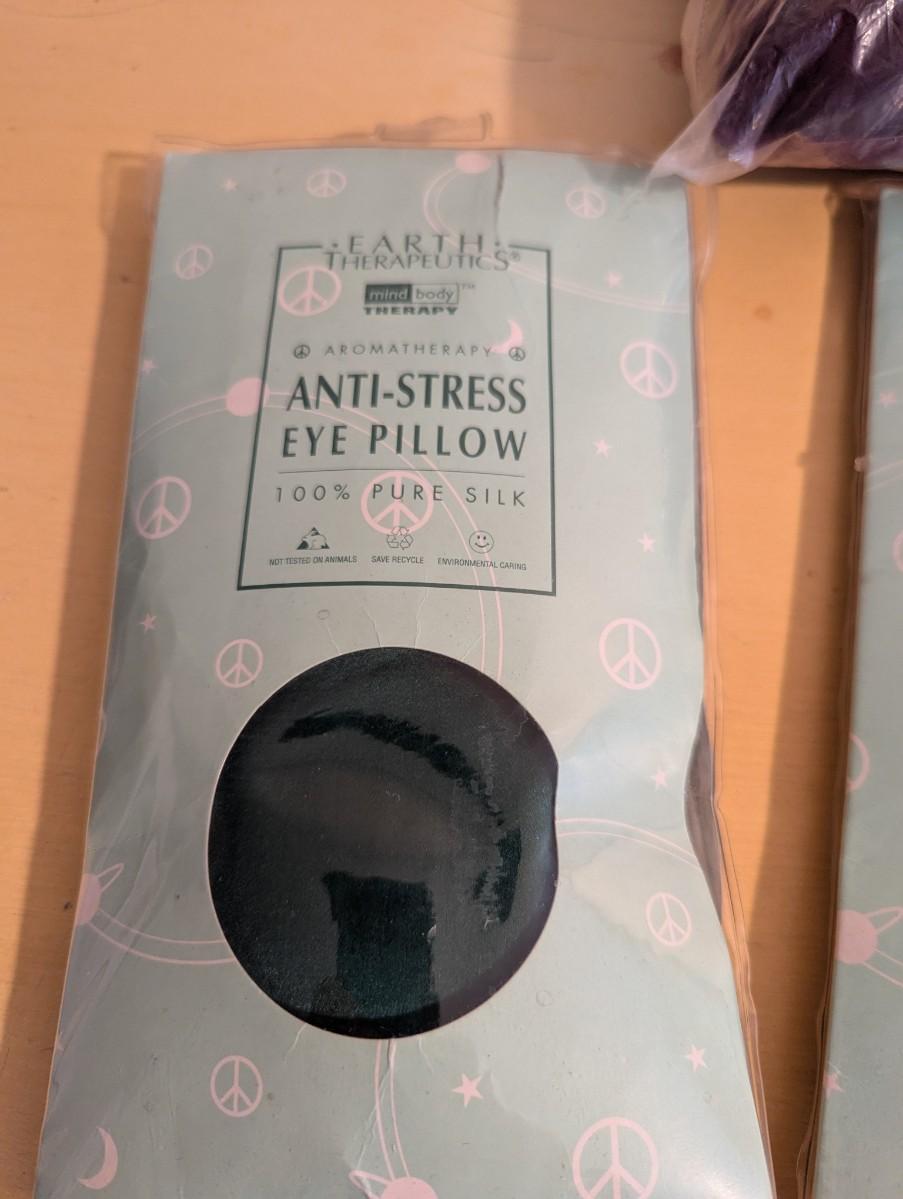 ·EARTH·
THERAPEUTICS®
mind body™
THERAPY
AROMATHERAPY
ANTI-STRESS
EYE PILLOW
100% PURE SILK
NOT TESTED ON ANIMALS SAVE RECYCLE ENVIRONMENTAL CARING